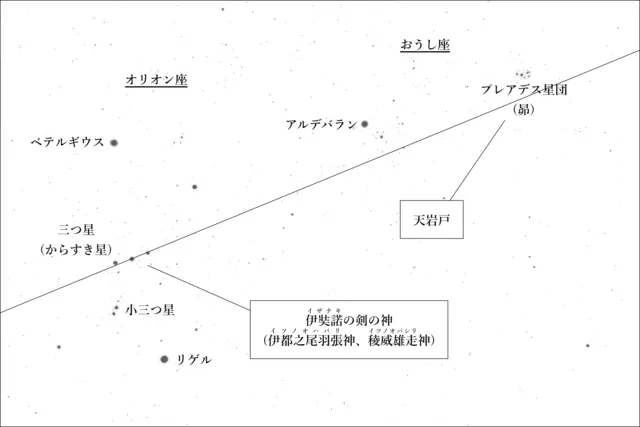 おうし座
オリオン座
プレアデス星団
（昴）
アルデバラン
ベテルギウス
天岩戸
三つ星
（からすき星）
小三つ星
イザナキ
伊奘諾の剣の神
イツノオハバリ イツノオバシリ
（伊都之尾羽張神、稜威雄走神）
リゲル